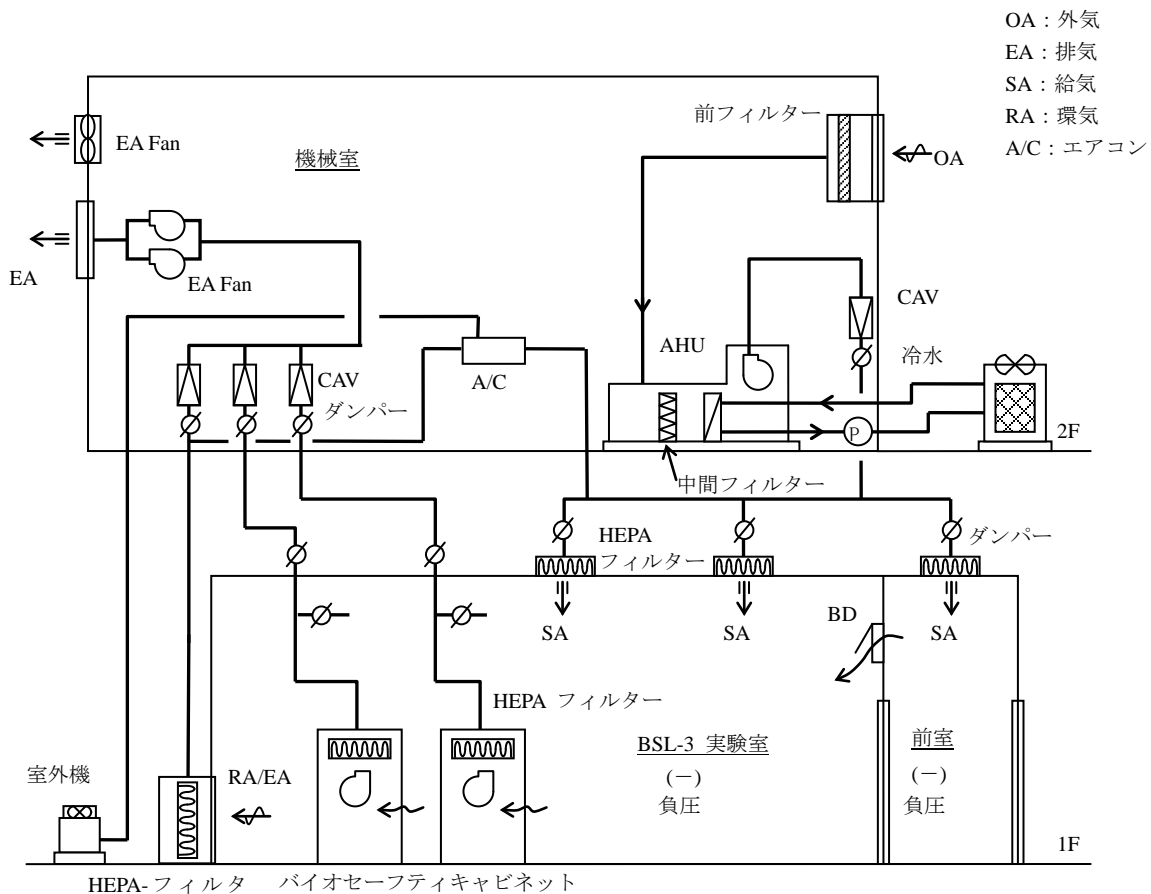 OA：外気
EA：排気
SA：給気
RA：環気
A/C：エアコン
前フィルター
EA Fan
機械室
OA
EA
EA Fan
CAV
AHU
冷水
A/C
CAV
ダンパー
P
2F
中間フィルター
HEPA
フィルター
ダンパー
SA
SA
BD
SA
HEPA フィルター
BSL-3 実験室
(－)
負圧
前室
(－)
負圧
室外機
RA/EA
1F
HEPA-フィルタ
バイオセーフティキャビネット